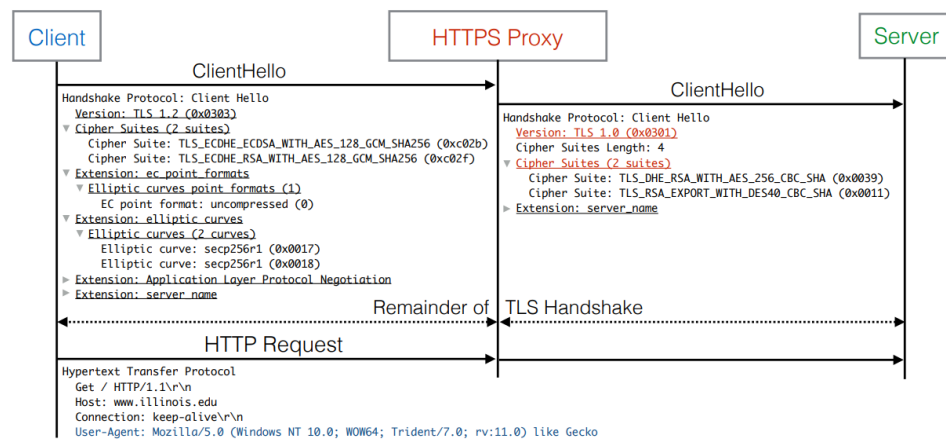 Client
HTTPS Proxy
Server
ClientHello
Handshake Protocol: Client Hello
Version: TLS 1.2 (0x0303)
Cipher Suites (2 suites)
Cipher Suite: TLS_ECDHE_ECDSA_WITH_AES_128_GCM_SHA256 (0xc02b)
Cipher Suite: TLS_ECDHE_RSA_WITH_AES_128_GCM_SHA256 (0xc02f)
Extension: ec_point_formats
Elliptic curves point formats (1)
EC point format: uncompressed (0)
Extension: elliptic curves
Elliptic curves (2 curves)
Elliptic curve: secp256r1 (0x0017)
Elliptic curve: secp256r1 (0x0018)
Extension: Application Layer Protocol Negotiation
Extension: server_name
ClientHello
Handshake Protocol: Client Hello
Version: TLS 1.0 (0x0301)
Cipher Suites Length: 4
Cipher Suites (2 suites)
Cipher Suite: TLS_DHE_RSA_WITH_AES_256_CBC_SHA (0x0039)
Cipher Suite: TLS_RSA_EXPORT_WITH_DES40_CBC_SHA (0x0011)
Extension: server_name
Remainder of TLS Handshake
HTTP Request
Hypertext Transfer Protocol
Get / HTTP/1.1\r\n
Host: www.illinois.edu
Connection: keep-alive\r\n
User-Agent: Mozilla/5.0 (Windows NT 10.0; WOW64; Trident/7.0; rv:11.0) like Gecko